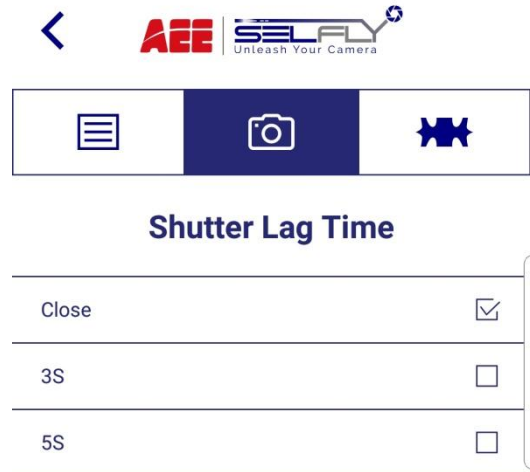 AEE SELFLY
Unleash Your Camera
Shutter Lag Time
Close
3S
5S